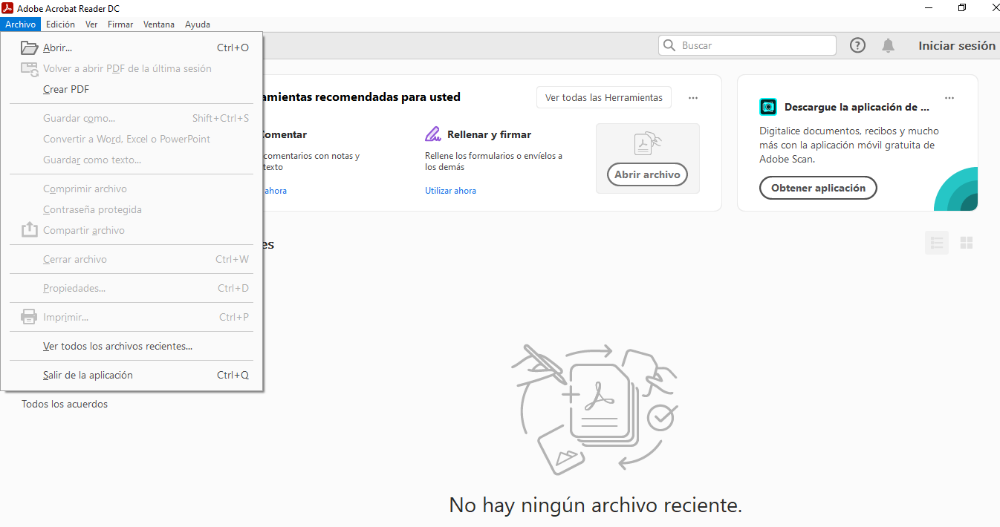 Adobe Acrobat Reader DC
Archivo Edición Ver Firmar Ventana Ayuda
Abrir... Ctrl+O
Volver a abrir PDF de la última sesión
Crear PDF
Guardar como... Shift+Ctrl+S
Convertir a Word, Excel o PowerPoint
Guardar como texto...
Comprimir archivo
Contraseña protegida
Compartir archivo
Cerrar archivo Ctrl+W
Propiedades... Ctrl+D
Imprimir... Ctrl+P
Ver todos los archivos recientes...
Salir de la aplicación Ctrl+Q
Todos los acuerdos
Buscar
Iniciar sesión
amientas recomendadas para usted
Ver todas las Herramientas
Comentar
comentarios con notas y
texto
ahora
Rellenar y firmar
Rellene los formularios o envíelos a
los demás
Utilizar ahora
Abrir archivo
Descargue la aplicación de ...
Digitalice documentos, recibos y mucho
más con la aplicación móvil gratuita de
Adobe Scan.
Obtener aplicación
es
No hay ningún archivo reciente.